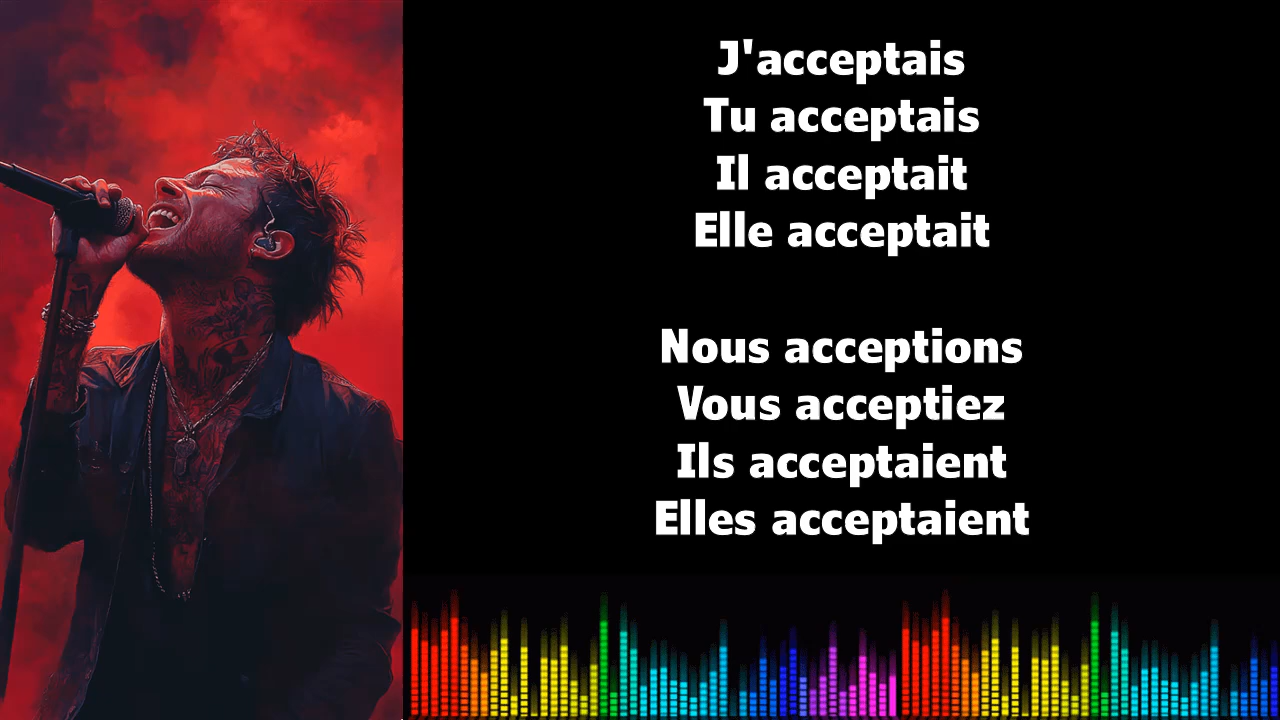 J'acceptais
Tu acceptais
Il acceptait
Elle acceptait
Nous acceptions
Vous acceptiez
Ils acceptaient
Elles acceptaient